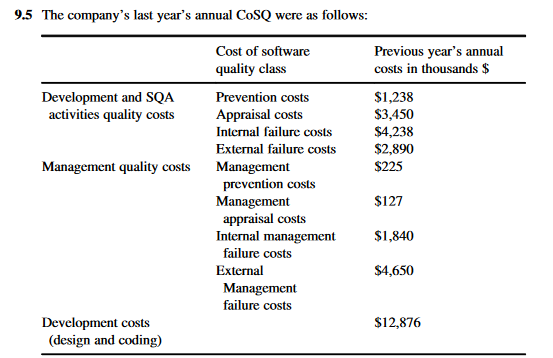 9.5 The company's last year's annual CoSQ were as follows:
Cost of software Previous year's annual
quality class costs in thousands $
Development and SQA Prevention costs $1,238
activities quality costs Appraisal costs $3,450
Internal failure costs $4,238
External failure costs $2,890
Management quality costs Management $225
prevention costs
Management $127
appraisal costs
Internal management $1,840
failure costs
External $4,650
Management
failure costs
Development costs $12,876
(design and coding)